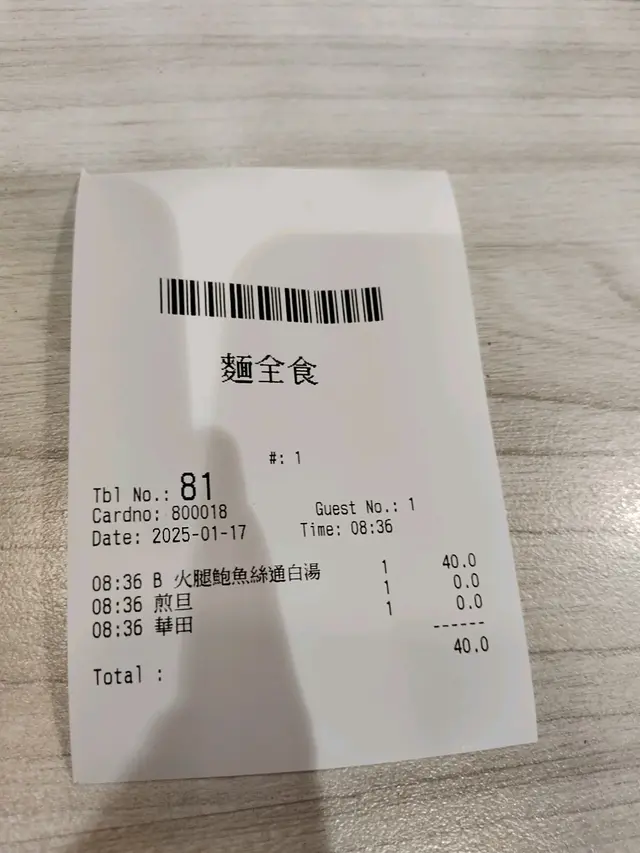 麵全食
#: 1
Tbl No.: 81
Cardno: 800018 Guest No.: 1
Date: 2025-01-17 Time: 08:36
08:36 B 火腿鮑魚絲通白湯 1 40.0
08:36 煎旦 1 0.0
08:36 華田 1 0.0
------
40.0
Total :